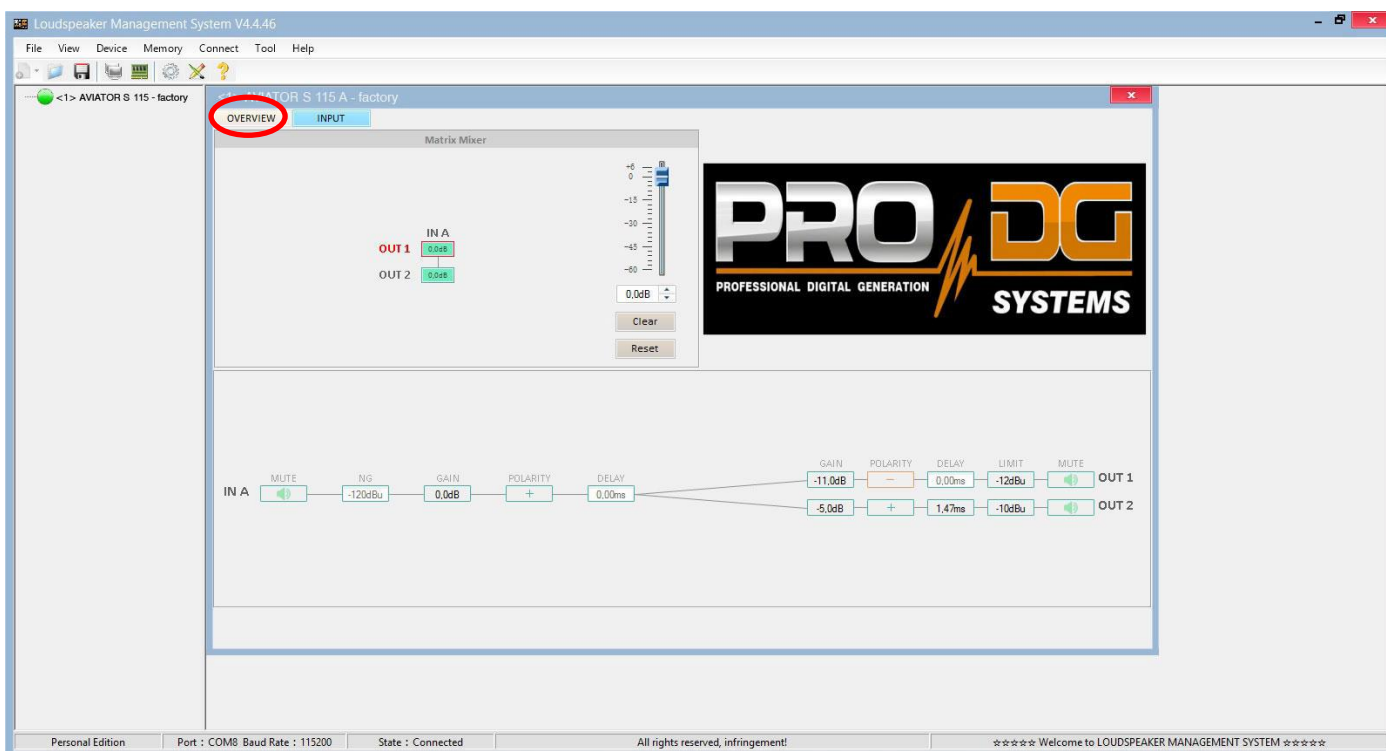 Loudspeaker Management System V4.4.46
File View Device Memory Connect Tool Help
<1> AVIATOR S 115 - factory
<1> AVIATOR S 115 A - factory
OVERVIEW INPUT
Matrix Mixer
+6
0
-15
-30
-45
-60
IN A
OUT 1 0,0dB
OUT 2 0,0dB
0,0dB
Clear
Reset
PRO DG
PROFESSIONAL DIGITAL GENERATION
SYSTEMS
MUTE NG GAIN POLARITY DELAY
IN A -120dBu 0,0dB + 0,00ms
GAIN POLARITY DELAY LIMIT MUTE
-11,0dB - 0,00ms -12dBu OUT 1
-5,0dB + 1,47ms -10dBu OUT 2
Personal Edition Port : COM8 Baud Rate : 115200 State : Connected All rights reserved, infringement! ☆☆☆☆☆ Welcome to LOUDSPEAKER MANAGEMENT SYSTEM ☆☆☆☆☆